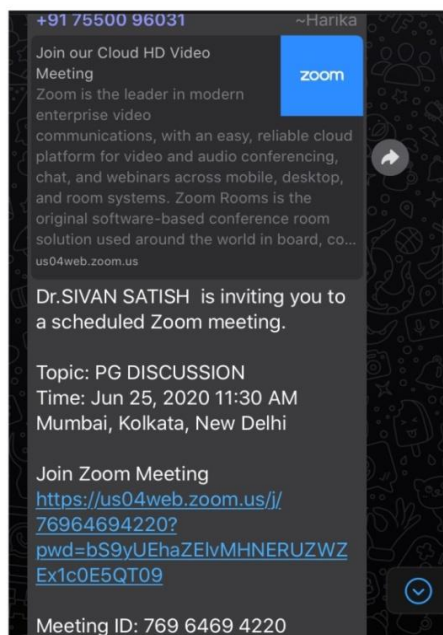 +91 75500 96031 ~Harika
Join our Cloud HD Video
Meeting
zoom
Zoom is the leader in modern
enterprise video
communications, with an easy, reliable cloud
platform for video and audio conferencing,
chat, and webinars across mobile, desktop,
and room systems. Zoom Rooms is the
original software-based conference room
solution used around the world in board, co...
us04web.zoom.us
Dr.SIVAN SATISH is inviting you to
a scheduled Zoom meeting.
Topic: PG DISCUSSION
Time: Jun 25, 2020 11:30 AM
Mumbai, Kolkata, New Delhi
Join Zoom Meeting
https://us04web.zoom.us/j/
76964694220?
pwd=bS9yUEhaZElvMHNERUZWZ
Ex1c0E5QT09
Meeting ID: 769 6469 4220